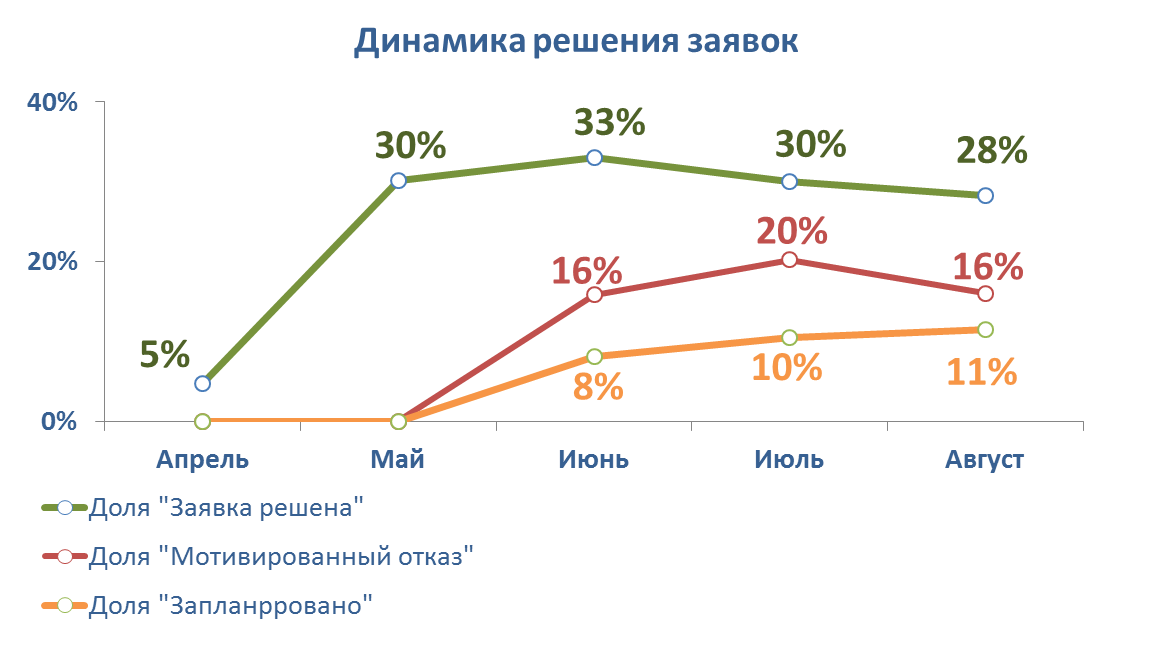 Динамика решения заявок
40%
33%
30%
30%
28%
20%
20%
16%
16%
5%
10%
11%
8%
0%
Апрель Май Июнь Июль Август
Доля "Заявка решена"
Доля "Мотивированный отказ"
Доля "Запланрровано"